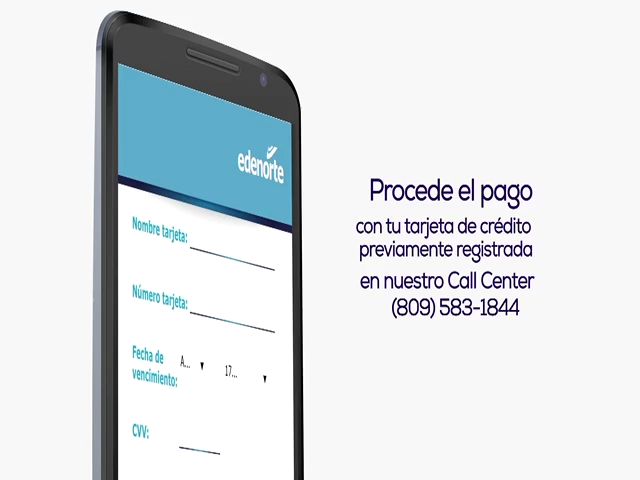 edenorte
Nombre tarjeta:
Número tarjeta:
Fecha de
vencimiento:
A... 17...
CVV:
Procede el pago
con tu tarjeta de crédito
previamente registrada
en nuestro Call Center
(809) 583-1844